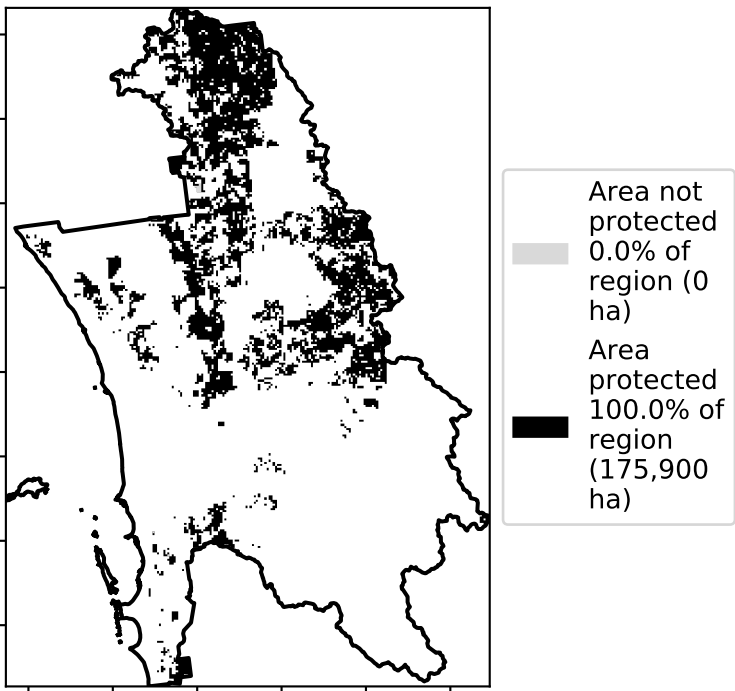 Area not
protected
0.0% of
region (0
ha)
Area
protected
100.0% of
region
(175,900
ha)